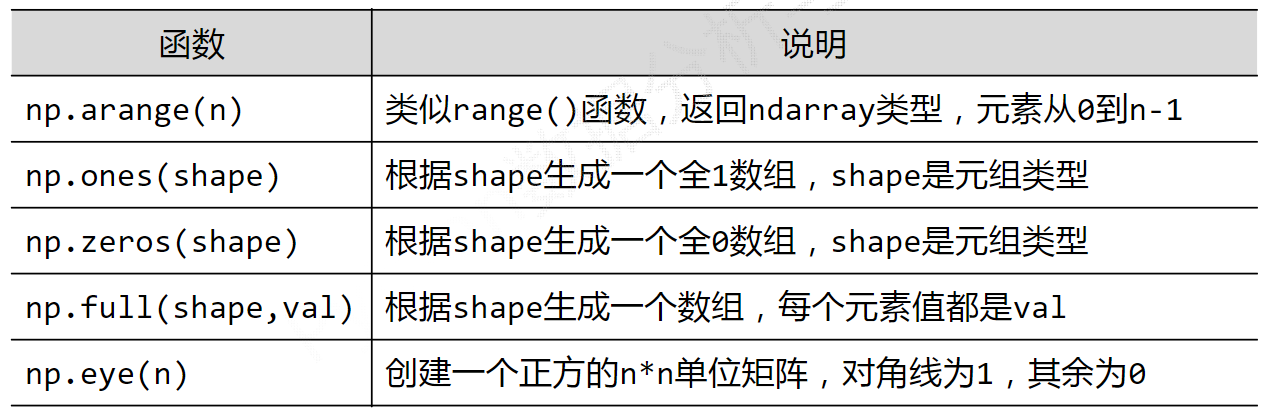 函数 说明
np.arange(n) 类似range()函数，返回ndarray类型，元素从0到n-1
np.ones(shape) 根据shape生成一个全1数组，shape是元组类型
np.zeros(shape) 根据shape生成一个全0数组，shape是元组类型
np.full(shape,val) 根据shape生成一个数组，每个元素值都是val
np.eye(n) 创建一个正方的n*n单位矩阵，对角线为1，其余为0
数据分析